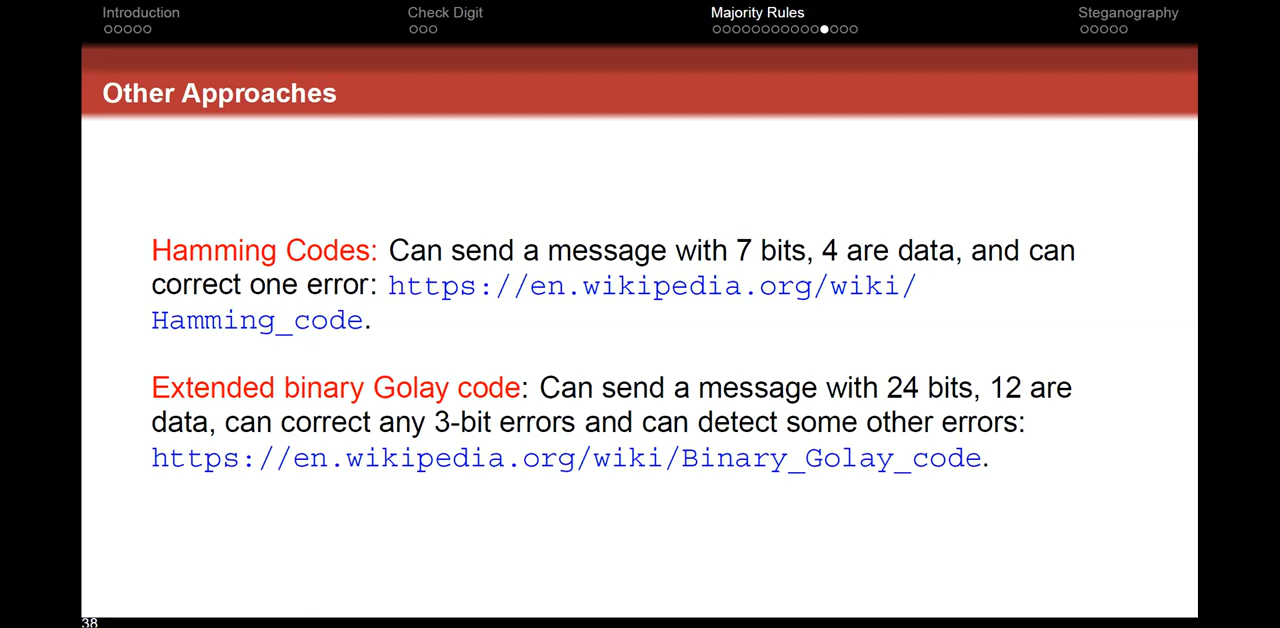 Introduction
Check Digit
Majority Rules
Steganography
Other Approaches
Hamming Codes: Can send a message with 7 bits, 4 are data, and can
correct one error: https://en.wikipedia.org/wiki/
Hamming_code.
Extended binary Golay code: Can send a message with 24 bits, 12 are
data, can correct any 3-bit errors and can detect some other errors:
https://en.wikipedia.org/wiki/Binary_Golay_code.
38